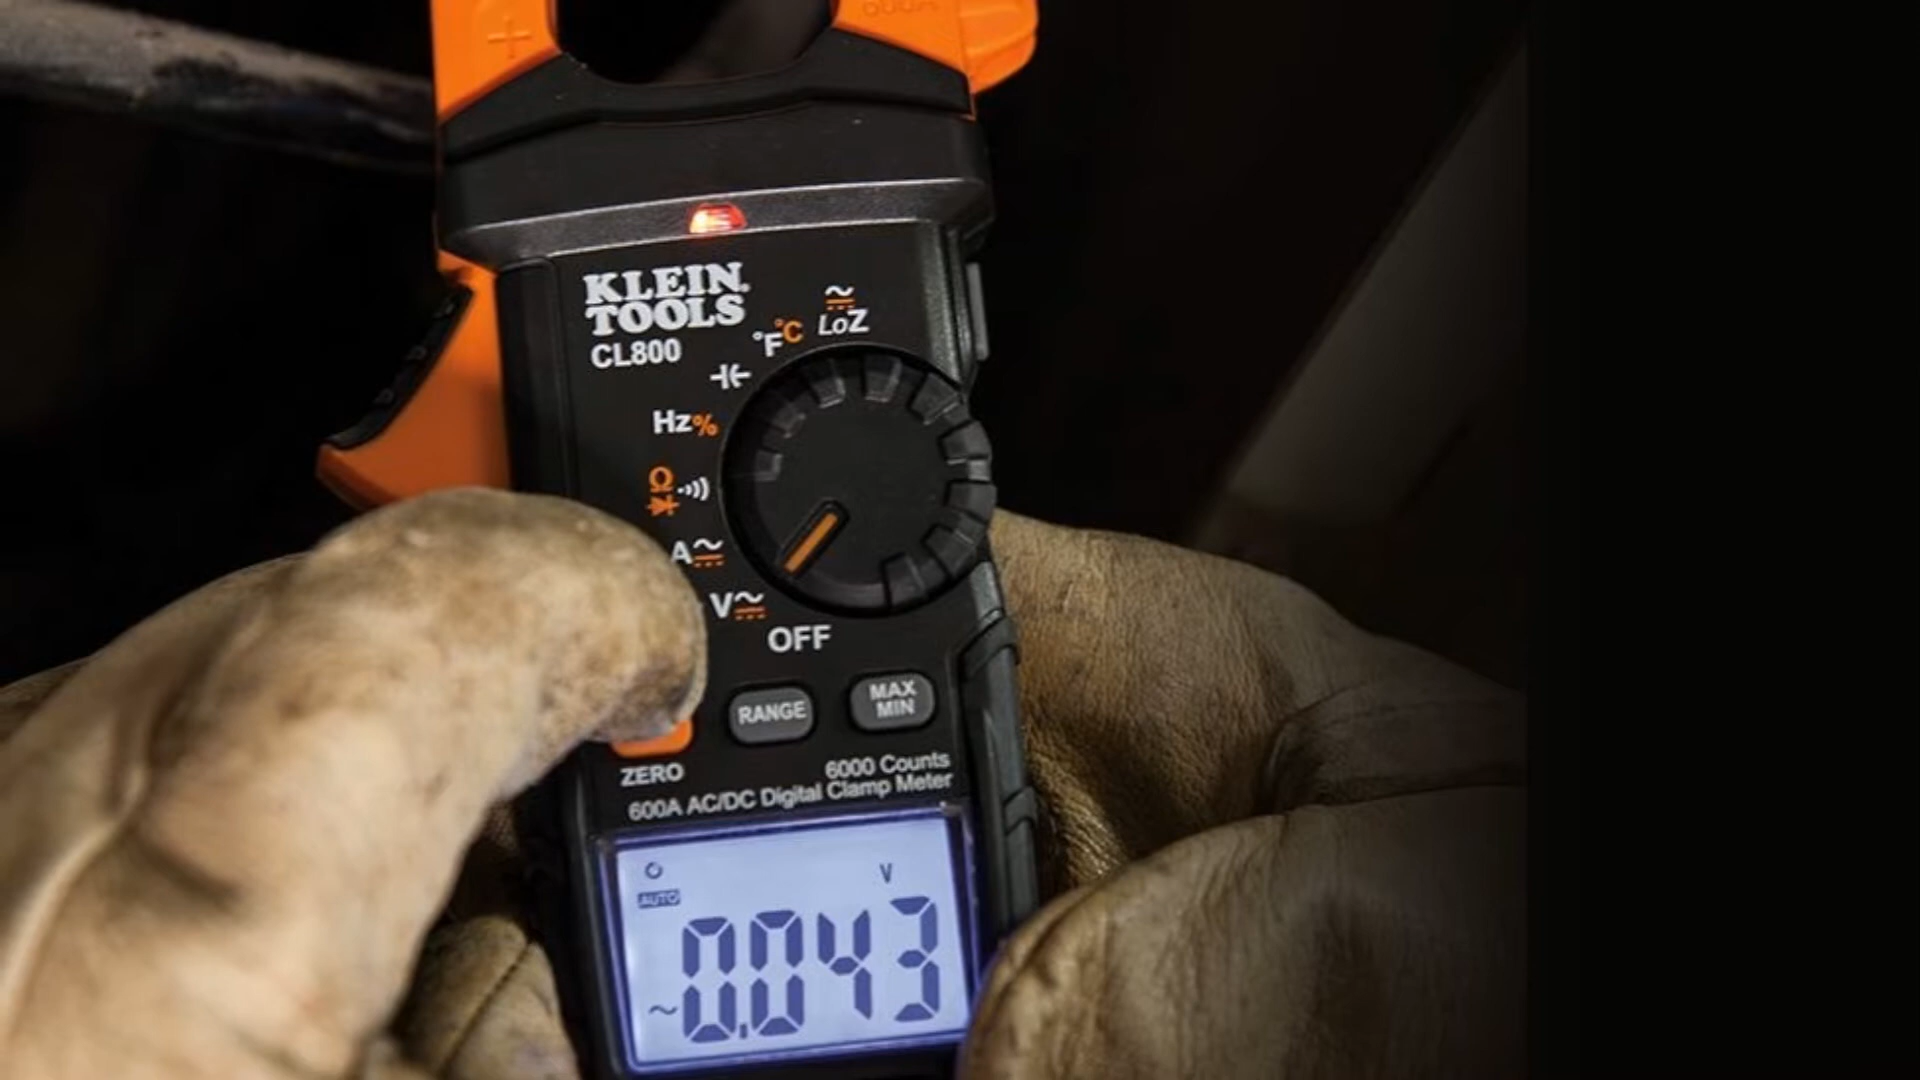 KLEIN
TOOLS
CL800
LoZ
°F°C
Hz%
Ω
A
V
OFF
RANGE
MAX
MIN
ZERO
6000 Counts
600A AC/DC Digital Clamp Meter
V
AUTO
~0.043